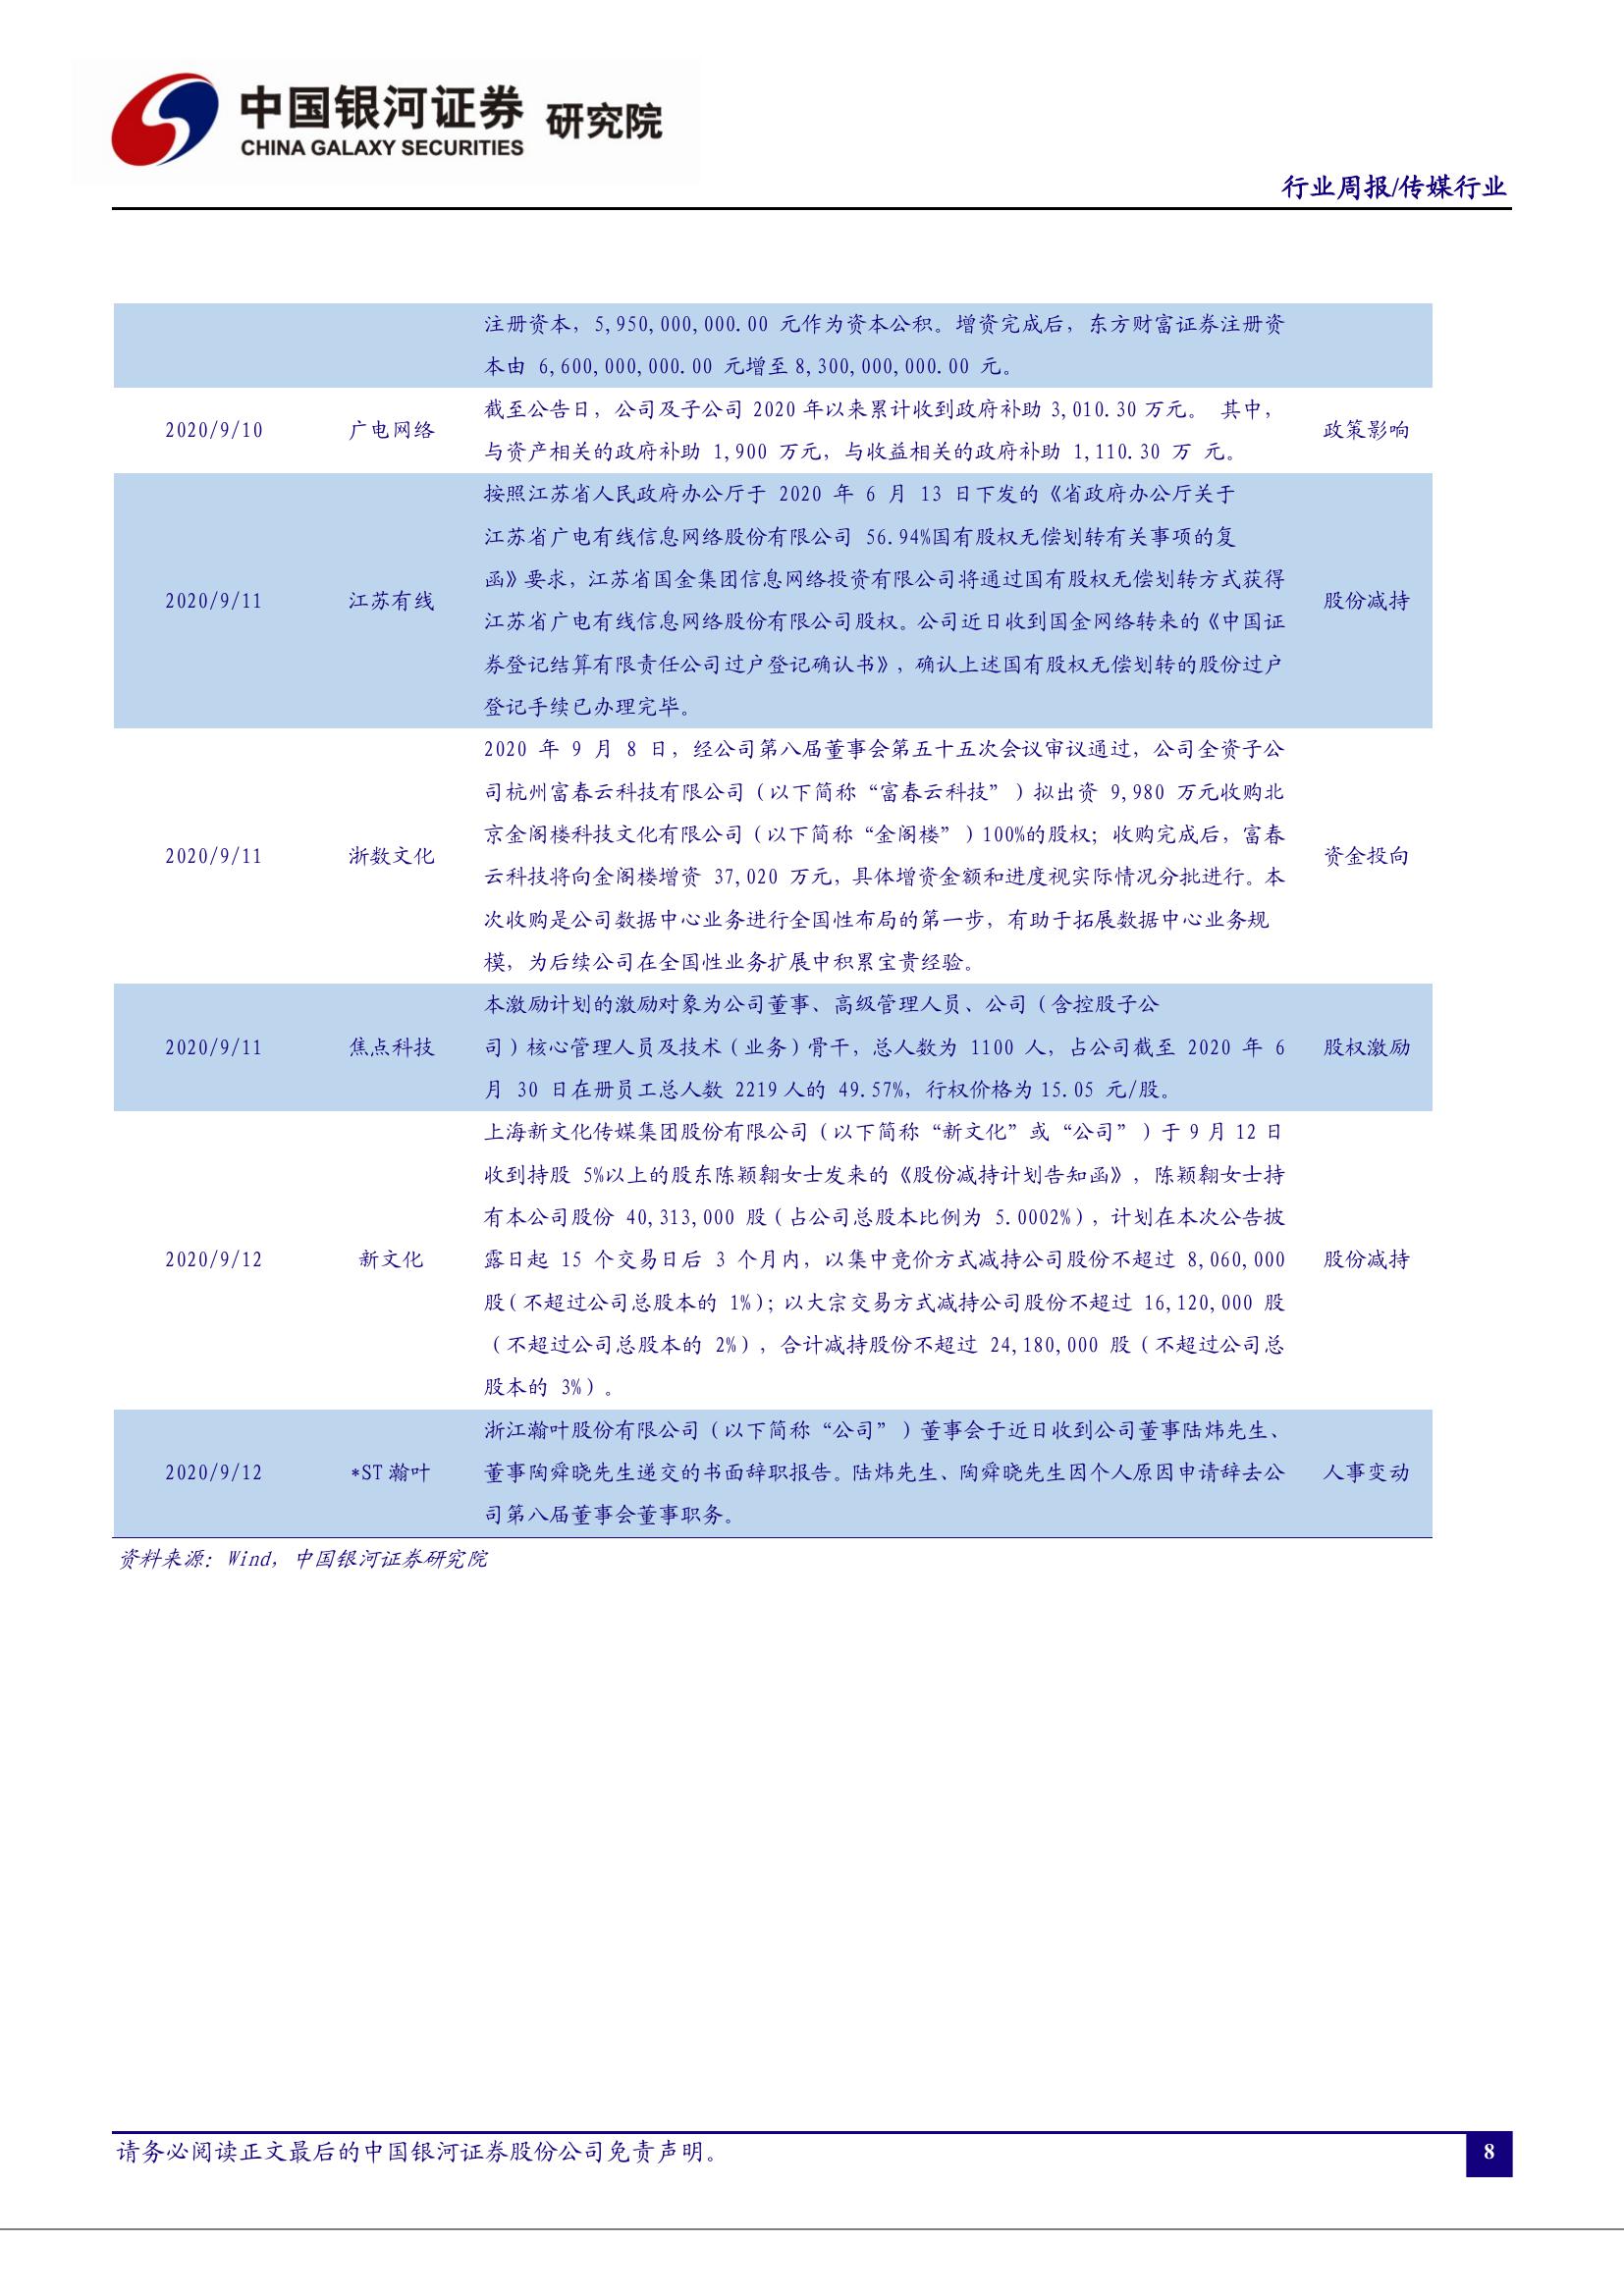 中国银河证券 研究院
CHINA GALAXY SECURITIES
行业周报/传媒行业
注册资本，5,950,000,000.00 元作为资本公积。增资完成后，东方财富证券注册资
本由 6,600,000,000.00 元增至8,300,000,000.00 元。
2020/9/10 广电网络 截至公告日，公司及子公司 2020 年以来累计收到政府补助 3,010.30 万元。 其中， 政策影响
与资产相关的政府补助 1,900 万元，与收益相关的政府补助 1,110.30 万 元。
按照江苏省人民政府办公厅于 2020 年 6 月 13 日下发的《省政府办公厅关于
江苏省广电有线信息网络股份有限公司 56.94%国有股权无偿划转有关事项的复
函》要求，江苏省国金集团信息网络投资有限公司将通过国有股权无偿划转方式获得
2020/9/11 江苏有线 江苏省广电有线信息网络股份有限公司股权。公司近日收到国金网络转来的《中国证 股份减持
券登记结算有限责任公司过户登记确认书》，确认上述国有股权无偿划转的股份过户
登记手续已办理完毕。
2020 年 9 月 8 日，经公司第八届董事会第五十五次会议审议通过，公司全资子公
司杭州富春云科技有限公司（以下简称“富春云科技”）拟出资 9,980 万元收购北
京金阁楼科技文化有限公司（以下简称“金阁楼”）100%的股权；收购完成后，富春
2020/9/11 浙数文化 云科技将向金阁楼增资 37,020 万元，具体增资金额和进度视实际情况分批进行。本 资金投向
次收购是公司数据中心业务进行全国性布局的第一步，有助于拓展数据中心业务规
模，为后续公司在全国性业务扩展中积累宝贵经验。
本激励计划的激励对象为公司董事、高级管理人员、公司（含控股子公
2020/9/11 焦点科技 司）核心管理人员及技术（业务）骨干，总人数为 1100 人，占公司截至 2020 年 6 股权激励
月 30 日在册员工总人数 2219 人的 49.57%，行权价格为 15.05 元/股。
上海新文化传媒集团股份有限公司（以下简称“新文化”或“公司”）于 9 月 12 日
收到持股 5%以上的股东陈颖翱女士发来的《股份减持计划告知函》，陈颖翱女士持
有本公司股份 40,313,000 股（占公司总股本比例为 5.0002%），计划在本次公告披
2020/9/12 新文化 露日起 15 个交易日后 3 个月内，以集中竞价方式减持公司股份不超过 8,060,000 股份减持
股（不超过公司总股本的 1%）；以大宗交易方式减持公司股份不超过 16,120,000 股
（不超过公司总股本的 2%），合计减持股份不超过 24,180,000 股（不超过公司总
股本的 3%）。
浙江瀚叶股份有限公司（以下简称“公司”）董事会于近日收到公司董事陆炜先生、
2020/9/12 *ST 瀚叶 董事陶舜晓先生递交的书面辞职报告。陆炜先生、陶舜晓先生因个人原因申请辞去公 人事变动
司第八届董事会董事职务。
资料来源：Wind，中国银河证券研究院
请务必阅读正文最后的中国银河证券股份公司免责声明。 8